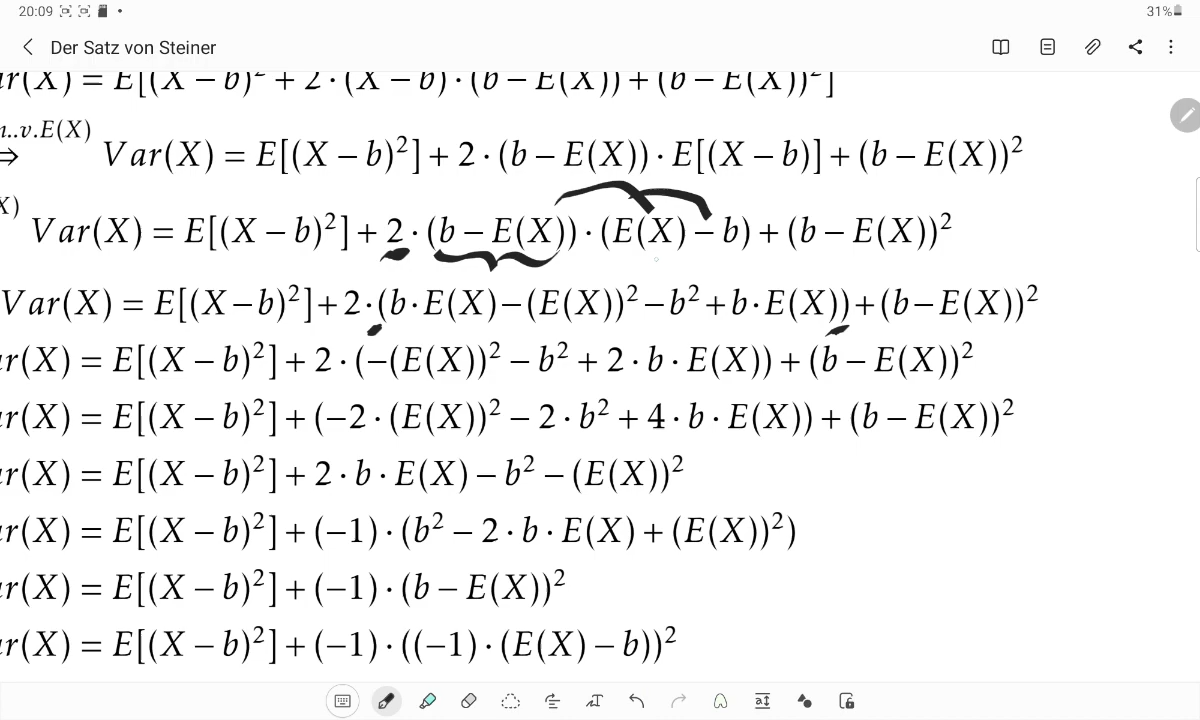 20:09 31%
Der Satz von Steiner
ar(X) = E[(X − b)² + 2 · (X − b) · (b − E(X)) + (b − E(X))²]
n..v.E(X)
⇒ Var(X) = E[(X − b)²] + 2 · (b − E(X)) · E[(X − b)] + (b − E(X))²
X)
Var(X) = E[(X − b)²] + 2 · (b − E(X)) · (E(X) − b) + (b − E(X))²
Var(X) = E[(X−b)²]+2·(b·E(X)−(E(X))²−b²+b·E(X))+(b−E(X))²
ar(X) = E[(X − b)²] + 2 · (−(E(X))² − b² + 2 · b · E(X)) + (b − E(X))²
ar(X) = E[(X − b)²] + (−2 · (E(X))² − 2 · b² + 4 · b · E(X)) + (b − E(X))²
ar(X) = E[(X − b)²] + 2 · b · E(X) − b² − (E(X))²
ar(X) = E[(X − b)²] + (−1) · (b² − 2 · b · E(X) + (E(X))²)
ar(X) = E[(X − b)²] + (−1) · (b − E(X))²
ar(X) = E[(X − b)²] + (−1) · ((−1) · (E(X) − b))²